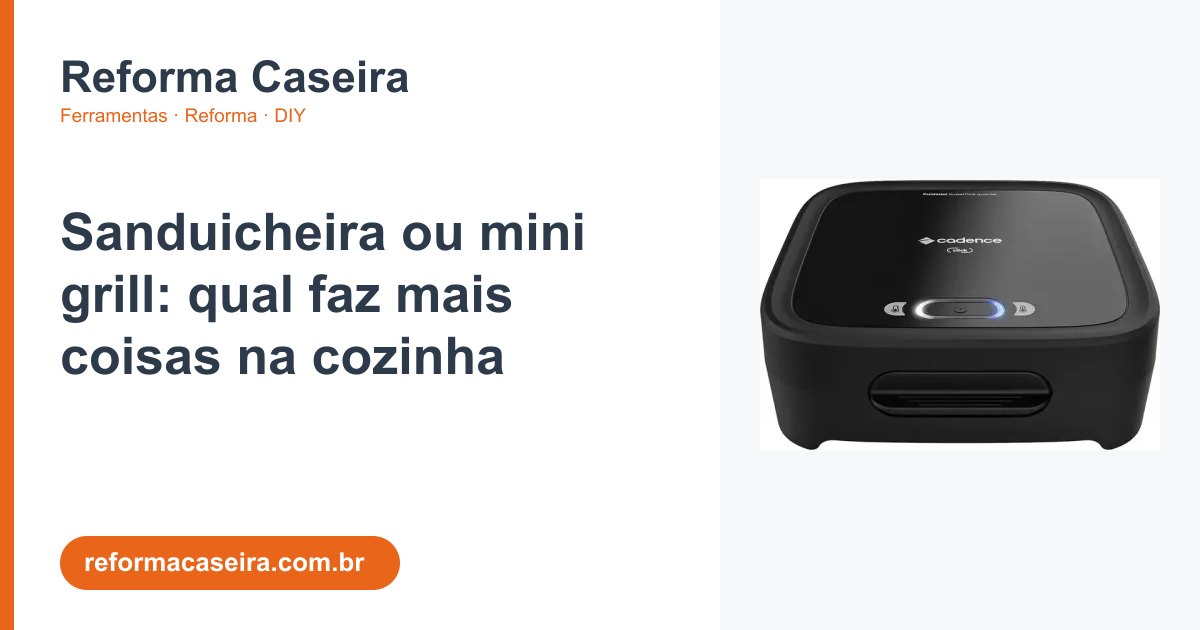 Reforma Caseira
Ferramentas · Reforma · DIY
Sanduicheira ou mini
grill: qual faz mais
coisas na cozinha
reformacaseira.com.br
cadence